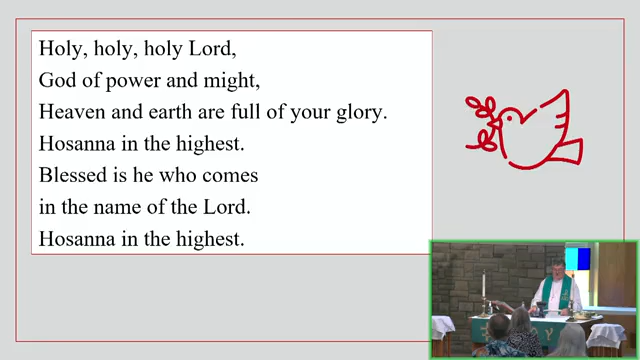 Holy, holy, holy Lord,
God of power and might,
Heaven and earth are full of your glory.
Hosanna in the highest.
Blessed is he who comes
in the name of the Lord.
Hosanna in the highest.